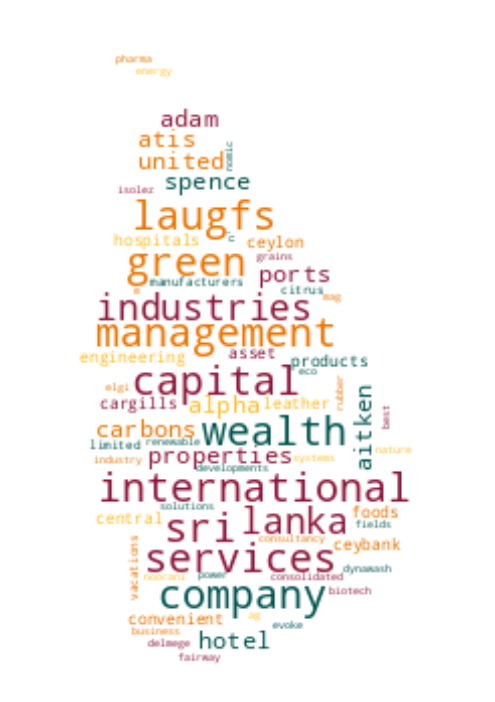 pharma
energy
adam
atis
nomic
united
spence
isolez
laugfs
c
hospitals
ceylon
green
grains
ports
manufacturers
citrus
m
mag
industries
management
asset
engineering
products
eco
capital
elgi
rubber
cargills
alpha
leather
aitken
best
carbons
wealth
limited
renewable
nature
properties
industry
systems
developments
international
solutions
central
foods
sri
lanka
fields
consultancy
ceybank
services
vacations
dynawash
noorani
power
consolidated
company
biotech
convenient
ag
evoke
business
hotel
delmege
fairway